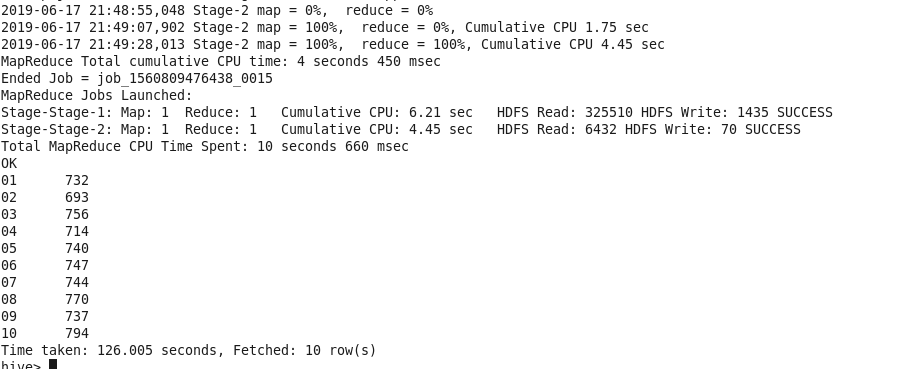 2019-06-17 21:48:55,048 Stage-2 map = 0%,  reduce = 0%
2019-06-17 21:49:07,902 Stage-2 map = 100%,  reduce = 0%, Cumulative CPU 1.75 sec
2019-06-17 21:49:28,013 Stage-2 map = 100%,  reduce = 100%, Cumulative CPU 4.45 sec
MapReduce Total cumulative CPU time: 4 seconds 450 msec
Ended Job = job_1560809476438_0015
MapReduce Jobs Launched:
Stage-Stage-1: Map: 1  Reduce: 1   Cumulative CPU: 6.21 sec   HDFS Read: 325510 HDFS Write: 1435 SUCCESS
Stage-Stage-2: Map: 1  Reduce: 1   Cumulative CPU: 4.45 sec   HDFS Read: 6432 HDFS Write: 70 SUCCESS
Total MapReduce CPU Time Spent: 10 seconds 660 msec
OK
01      732
02      693
03      756
04      714
05      740
06      747
07      744
08      770
09      737
10      794
Time taken: 126.005 seconds, Fetched: 10 row(s)
hive>